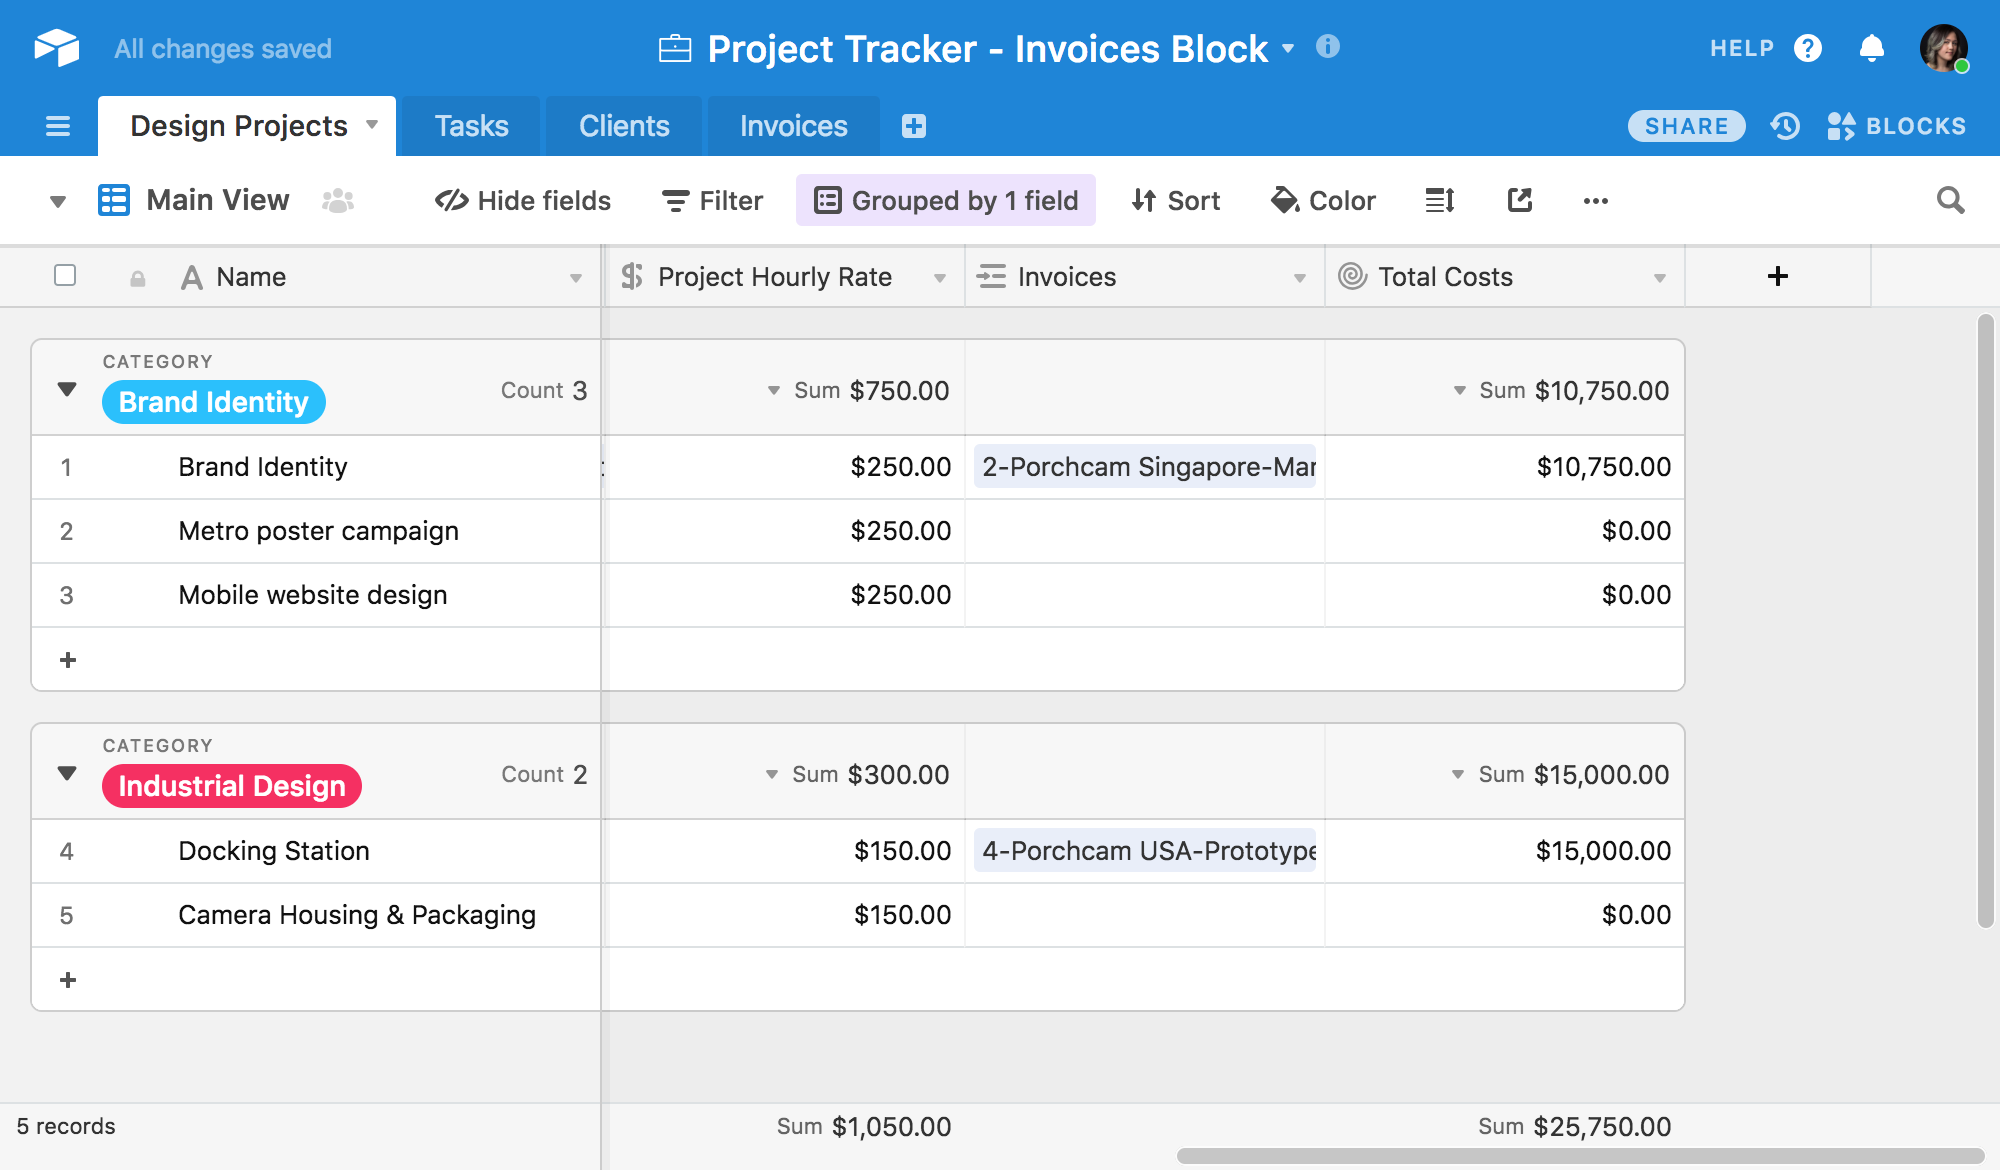 All changes saved
Project Tracker - Invoices Block
HELP
Design Projects
Tasks
Clients
Invoices
SHARE
BLOCKS
Main View
Hide fields
Filter
Grouped by 1 field
Sort
Color
Name
Project Hourly Rate
Invoices
Total Costs
CATEGORY
Brand Identity
Count 3
Sum $750.00
Sum $10,750.00
1 Brand Identity $250.00 2-Porchcam Singapore-Mar $10,750.00
2 Metro poster campaign $250.00 $0.00
3 Mobile website design $250.00 $0.00
+
CATEGORY
Industrial Design
Count 2
Sum $300.00
Sum $15,000.00
4 Docking Station $150.00 4-Porchcam USA-Prototype $15,000.00
5 Camera Housing & Packaging $150.00 $0.00
+
5 records
Sum $1,050.00
Sum $25,750.00